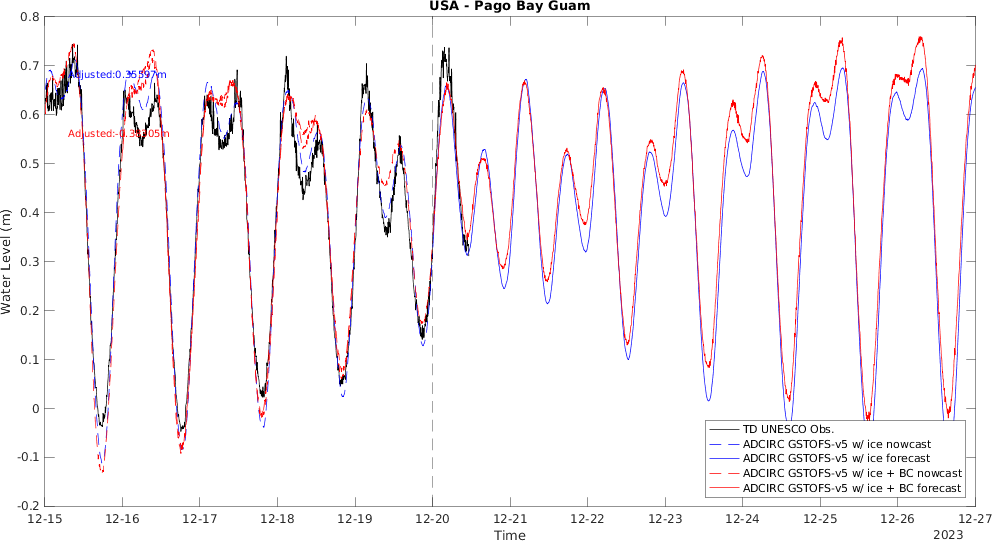 USA - Pago Bay Guam
0.8
0.7
0.6
0.5
0.4
0.3
0.2
0.1
0
-0.1
-0.2
Water Level (m)
Adjusted:0.35597m
12-15
12-16
12-17
12-18
12-19
12-20
12-21
12-22
12-23
12-24
12-25
12-26
12-27
Time
2023
TD UNESCO Obs.
ADCIRC GSTOFS-v5 w/ ice nowcast
ADCIRC GSTOFS-v5 w/ ice forecast
ADCIRC GSTOFS-v5 w/ ice + BC nowcast
ADCIRC GSTOFS-v5 w/ ice + BC forecast